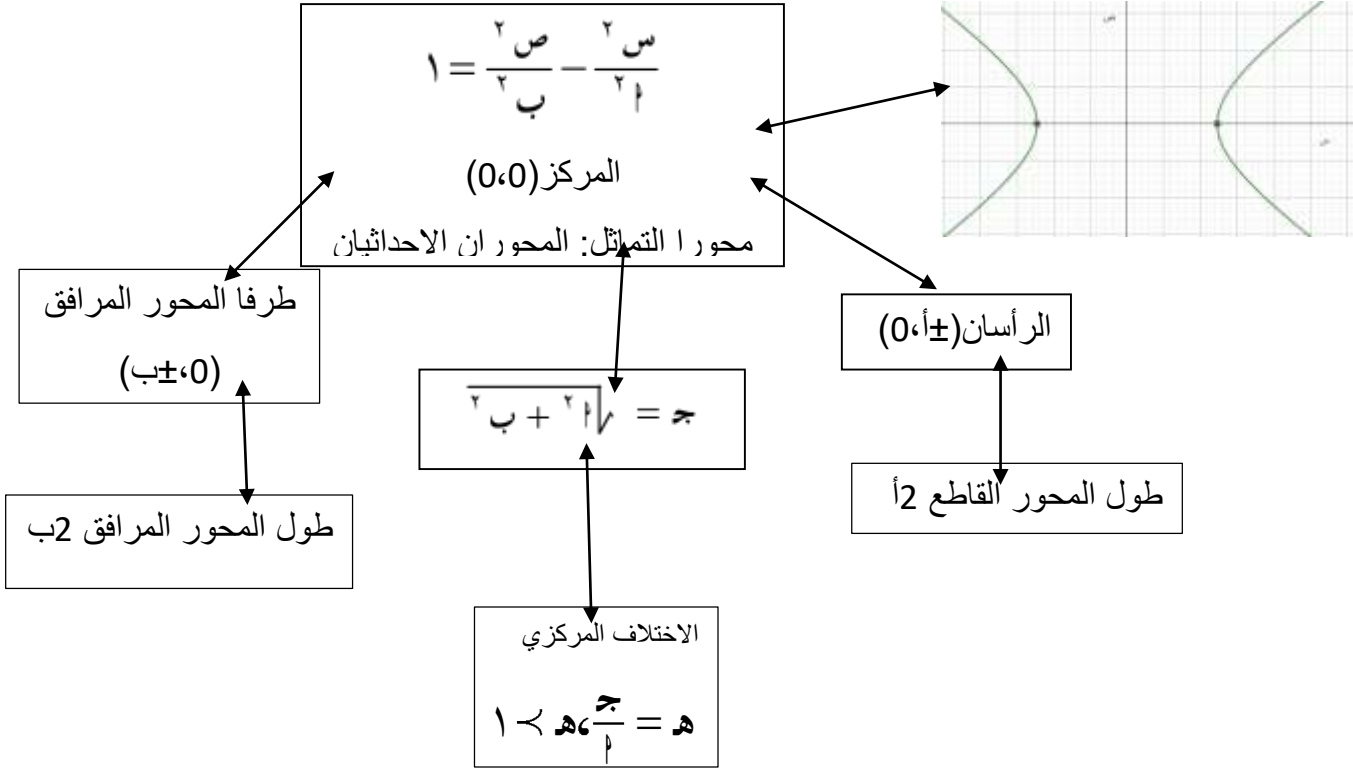 س٢/أ٢ − ص٢/ب٢ = ١
المركز(0،0)
محورا التماثل: المحوران الاحداثيان
س
ص
طرفا المحور المرافق
(0،±ب)
الرأسان(±أ،0)
جـ = √(أ٢ + ب٢)
طول المحور القاطع 2أ
طول المحور المرافق 2ب
الاختلاف المركزي
هـ = جـ/أ ،هـ ≻ ١